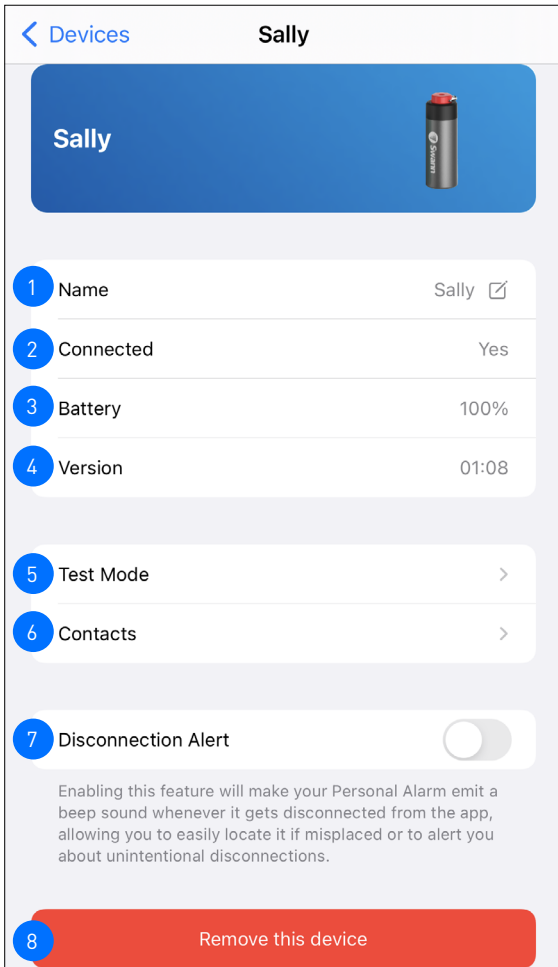 Devices
Sally
Sally
Swann
1 Name Sally
2 Connected Yes
3 Battery 100%
4 Version 01:08
5 Test Mode
6 Contacts
7 Disconnection Alert
Enabling this feature will make your Personal Alarm emit a
beep sound whenever it gets disconnected from the app,
allowing you to easily locate it if misplaced or to alert you
about unintentional disconnections.
8 Remove this device